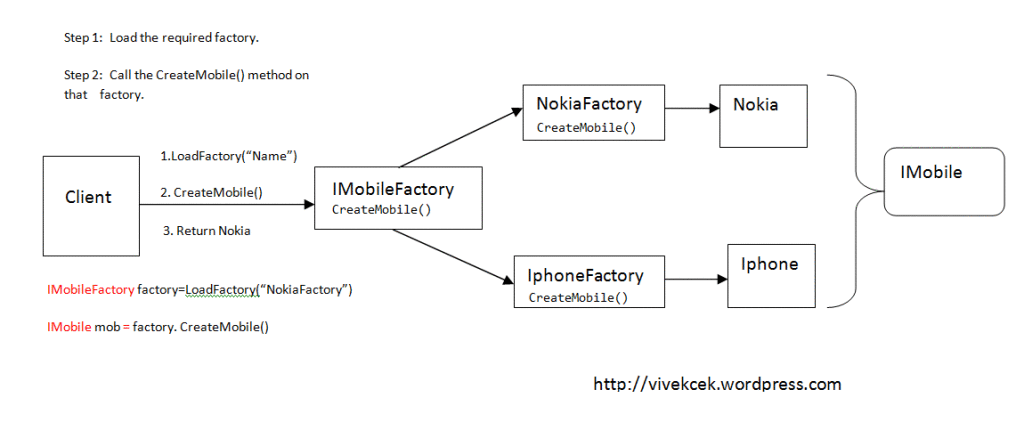 Step 1:  Load the required factory.
Step 2:  Call the CreateMobile() method on
that   factory.
1.LoadFactory(“Name”)
Client
2. CreateMobile()
3. Return Nokia
IMobileFactory
CreateMobile()
NokiaFactory
CreateMobile()
Nokia
IphoneFactory
CreateMobile()
Iphone
IMobile
IMobileFactory factory=LoadFactory(“NokiaFactory”)
IMobile mob = factory. CreateMobile()
http://vivekcek.wordpress.com